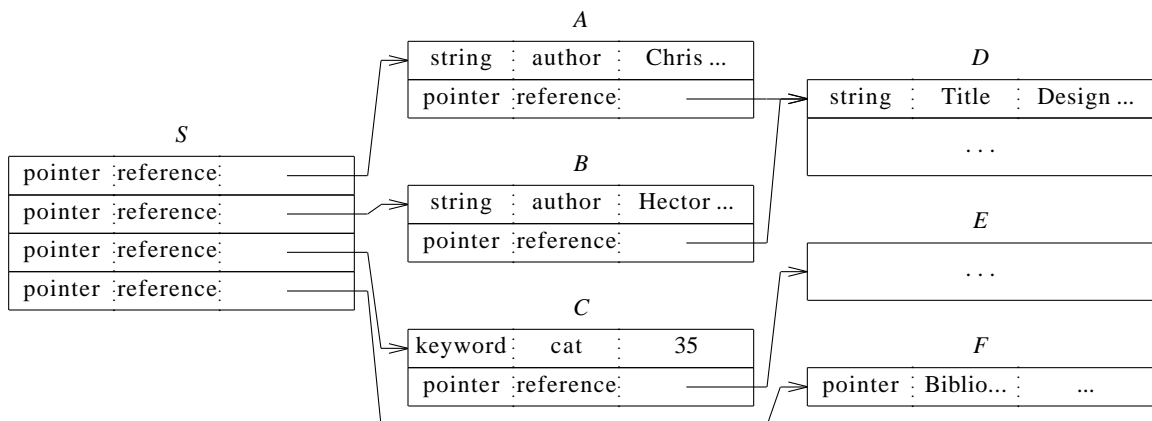 S
pointer reference
pointer reference
pointer reference
pointer reference
A
string author Chris ...
pointer reference
B
string author Hector ...
pointer reference
C
keyword cat 35
pointer reference
D
string Title Design ...
. . .
E
. . .
F
pointer Biblio... ...